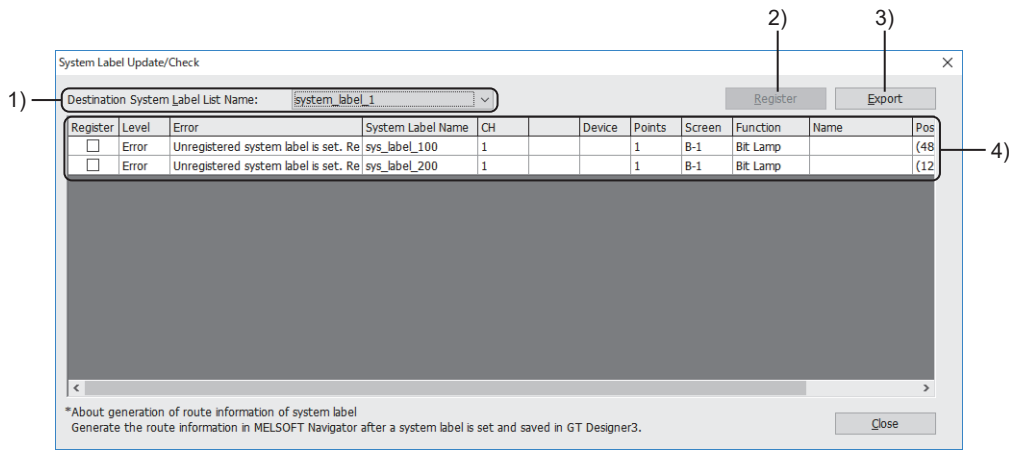 2) 3)
System Label Update/Check
1) Destination System Label List Name: system_label_1 Register Export
Register Level Error System Label Name CH Device Points Screen Function Name Pos
Error Unregistered system label is set. Re sys_label_100 1 1 B-1 Bit Lamp (48
Error Unregistered system label is set. Re sys_label_200 1 1 B-1 Bit Lamp (12
4)
*About generation of route information of system label
Generate the route information in MELSOFT Navigator after a system label is set and saved in GT Designer3.
Close